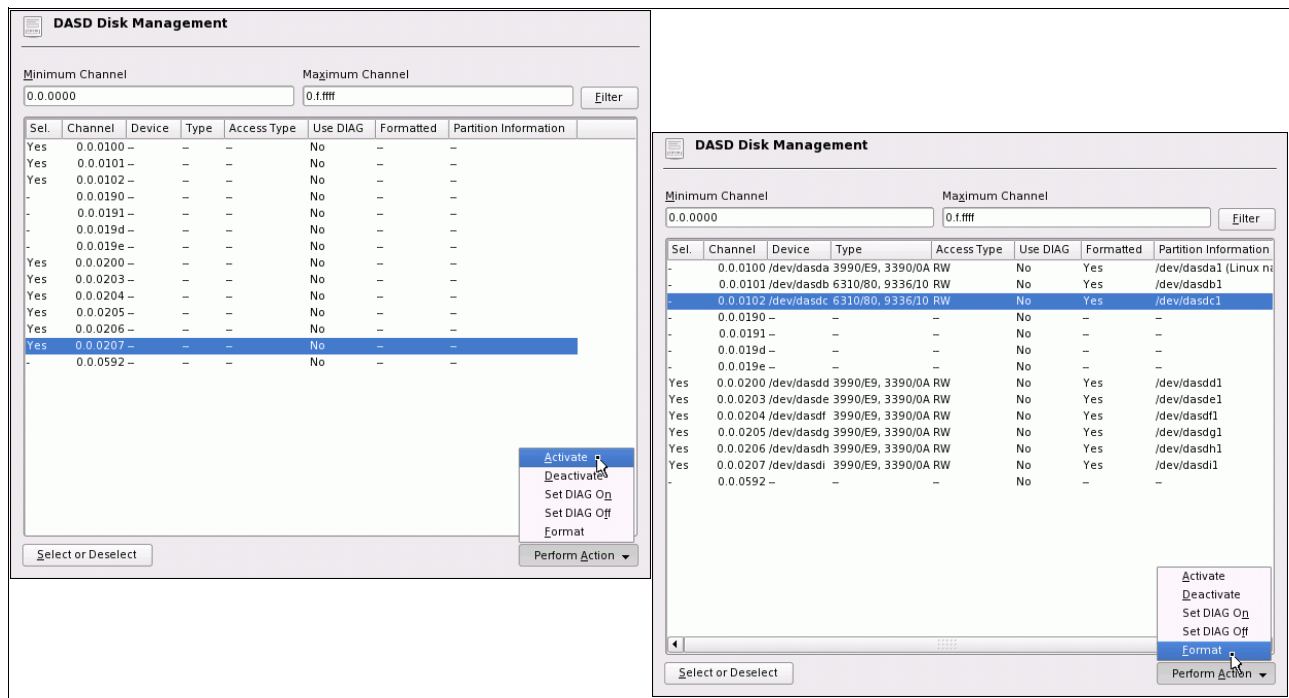 DASD Disk Management
Minimum Channel Maximum Channel
0.0.0000 0.f.ffff Filter
Sel. Channel Device Type Access Type Use DIAG Formatted Partition Information
Yes 0.0.0100 -- -- -- No -- --
Yes 0.0.0101 -- -- -- No -- --
Yes 0.0.0102 -- -- -- No -- --
- 0.0.0190 -- -- -- No -- --
- 0.0.0191 -- -- -- No -- --
- 0.0.019d -- -- -- No -- --
- 0.0.019e -- -- -- No -- --
Yes 0.0.0200 -- -- -- No -- --
Yes 0.0.0203 -- -- -- No -- --
Yes 0.0.0204 -- -- -- No -- --
Yes 0.0.0205 -- -- -- No -- --
Yes 0.0.0206 -- -- -- No -- --
Yes 0.0.0207 -- -- -- No -- --
- 0.0.0592 -- -- -- No -- --
Activate
Deactivate
Set DIAG On
Set DIAG Off
Format
Select or Deselect Perform Action
DASD Disk Management
Minimum Channel Maximum Channel
0.0.0000 0.f.ffff Filter
Sel. Channel Device Type Access Type Use DIAG Formatted Partition Information
- 0.0.0100 /dev/dasda 3990/E9, 3390/0A RW No Yes /dev/dasda1 (Linux na
- 0.0.0101 /dev/dasdb 6310/80, 9336/10 RW No Yes /dev/dasdb1
- 0.0.0102 /dev/dasdc 6310/80, 9336/10 RW No Yes /dev/dasdc1
- 0.0.0190 -- -- -- No -- --
- 0.0.0191 -- -- -- No -- --
- 0.0.019d -- -- -- No -- --
- 0.0.019e -- -- -- No -- --
Yes 0.0.0200 /dev/dasdd 3990/E9, 3390/0A RW No Yes /dev/dasdd1
Yes 0.0.0203 /dev/dasde 3990/E9, 3390/0A RW No Yes /dev/dasde1
Yes 0.0.0204 /dev/dasdf 3990/E9, 3390/0A RW No Yes /dev/dasdf1
Yes 0.0.0205 /dev/dasdg 3990/E9, 3390/0A RW No Yes /dev/dasdg1
Yes 0.0.0206 /dev/dasdh 3990/E9, 3390/0A RW No Yes /dev/dasdh1
Yes 0.0.0207 /dev/dasdi 3990/E9, 3390/0A RW No Yes /dev/dasdi1
- 0.0.0592 -- -- -- No -- --
Activate
Deactivate
Set DIAG On
Set DIAG Off
Format
Select or Deselect Perform Action